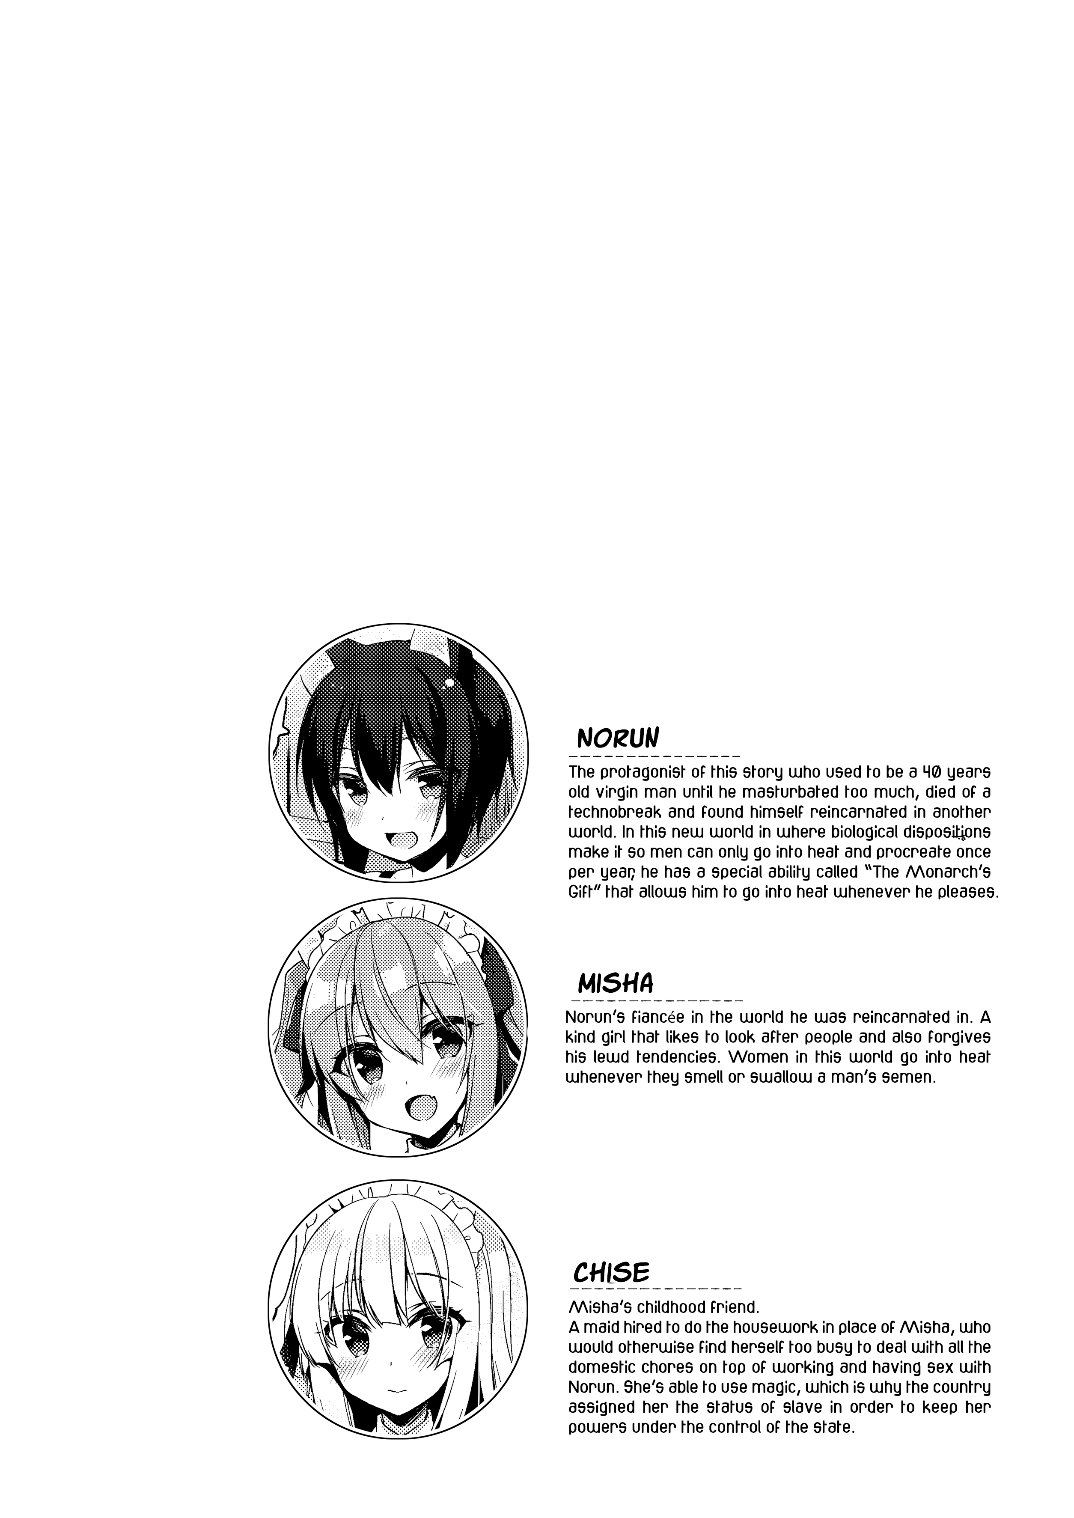 NORUN
The protagonist of this story who used to be a 40 years
old virgin man until he masturbated too much, died of a
technobreak and found himself reincarnated in another
world. In this new world in where biological dispositions
make it so men can only go into heat and procreate once
per year, he has a special ability called "The Monarch's
Gift" that allows him to go into heat whenever he pleases.
MISHA
Norun's fiancée in the world he was reincarnated in. A
kind girl that likes to look after people and also forgives
his lewd tendencies. Women in this world go into heat
whenever they smell or swallow a man's semen.
CHISE
Misha's childhood friend.
A maid hired to do the housework in place of Misha, who
would otherwise find herself too busy to deal with all the
domestic chores on top of working and having sex with
Norun. She's able to use magic, which is why the country
assigned her the status of slave in order to keep her
powers under the control of the state.